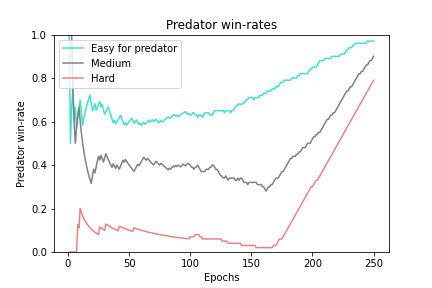 Predator win-rates
Easy for predator
Medium
Hard
Predator win-rate
1.0
0.8
0.6
0.4
0.2
0.0
0 50 100 150 200 250
Epochs